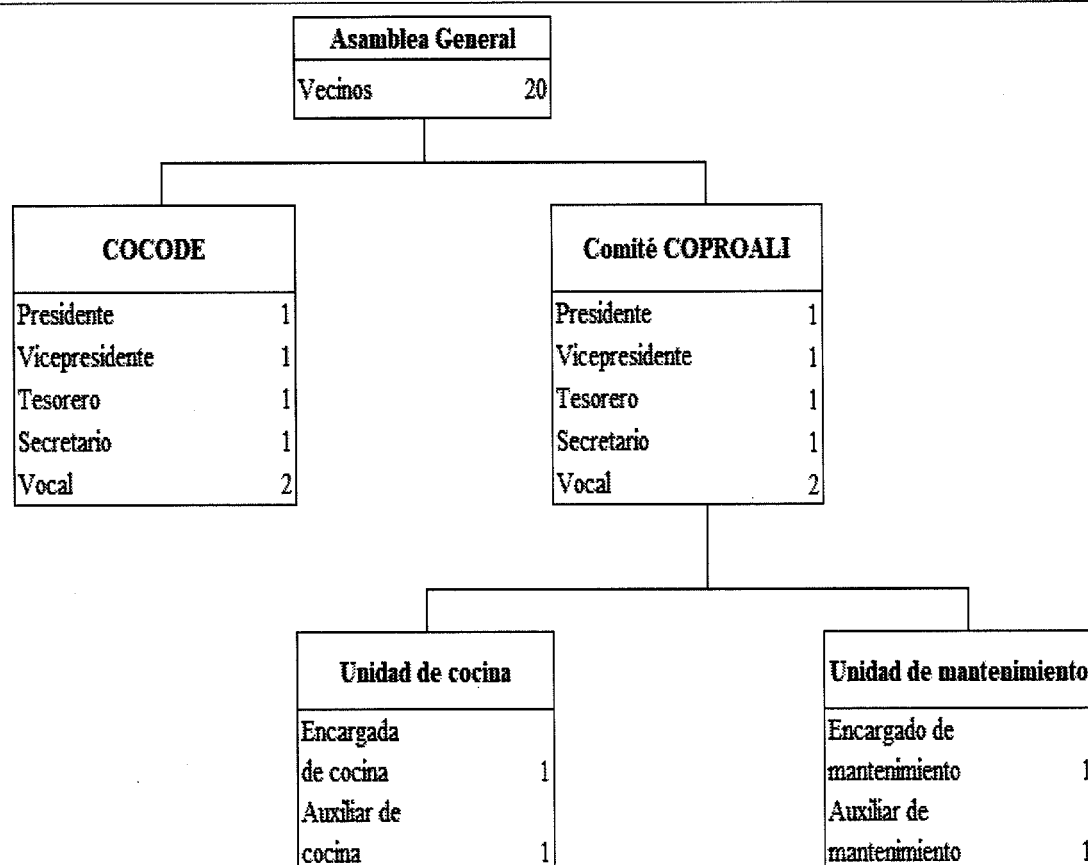 Asamblea General
Vecinos 20
COCODE
Presidente 1
Vicepresidente 1
Tesorero 1
Secretario 1
Vocal 2
Comité COPROALI
Presidente 1
Vicepresidente 1
Tesorero 1
Secretario 1
Vocal 2
Unidad de cocina
Encargada
de cocina 1
Auxiliar de
cocina 1
Unidad de mantenimiento
Encargado de
mantenimiento 1
Auxiliar de
mantenimiento 1